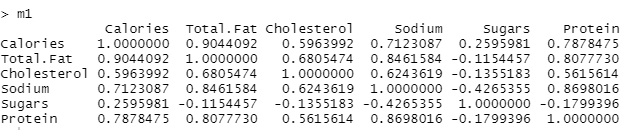 > m1
Calories Total.Fat Cholesterol Sodium Sugars Protein
Calories 1.0000000 0.9044092 0.5963992 0.7123087 0.2595981 0.7878475
Total.Fat 0.9044092 1.0000000 0.6805474 0.8461584 -0.1154457 0.8077730
Cholesterol 0.5963992 0.6805474 1.0000000 0.6243619 -0.1355183 0.5615614
Sodium 0.7123087 0.8461584 0.6243619 1.0000000 -0.4265355 0.8698016
Sugars 0.2595981 -0.1154457 -0.1355183 -0.4265355 1.0000000 -0.1799396
Protein 0.7878475 0.8077730 0.5615614 0.8698016 -0.1799396 1.0000000